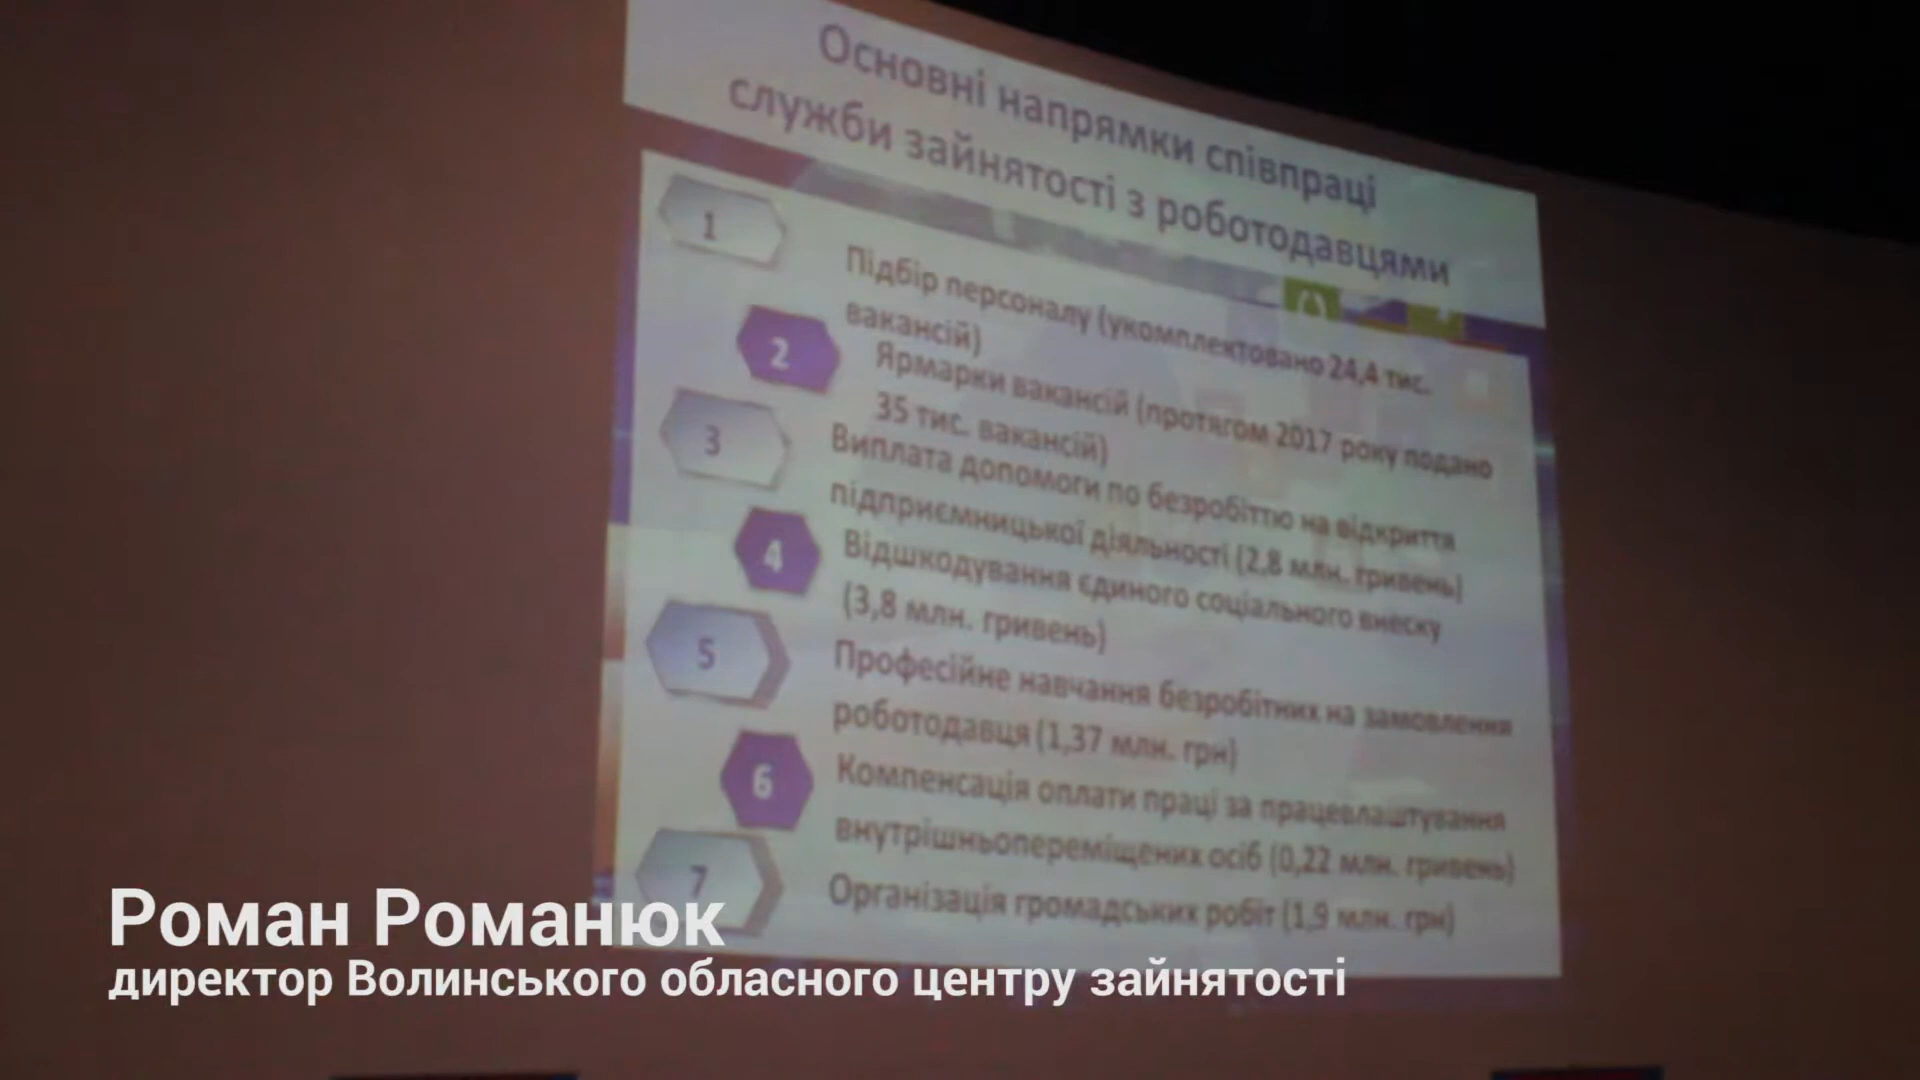 Основні напрямки співпраці
служби зайнятості з роботодавцями
1
Підбір персоналу (укомплектовано 24,4 тис.
вакансій)
2
Ярмарки вакансій (протягом 2017 року подано
35 тис. вакансій)
3
Виплата допомоги по безробіттю на відкриття
підприємницької діяльності (2,8 млн. гривень)
4
Відшкодування єдиного соціального внеску
(3,8 млн. гривень)
5
Професійне навчання безробітних на замовлення
роботодавця (1,37 млн. грн)
6
Компенсація оплати праці за працевлаштування
внутрішньопереміщених осіб (0,22 млн. гривень)
7
Організація громадських робіт (1,9 млн. грн)
Роман Романюк
директор Волинського обласного центру зайнятості